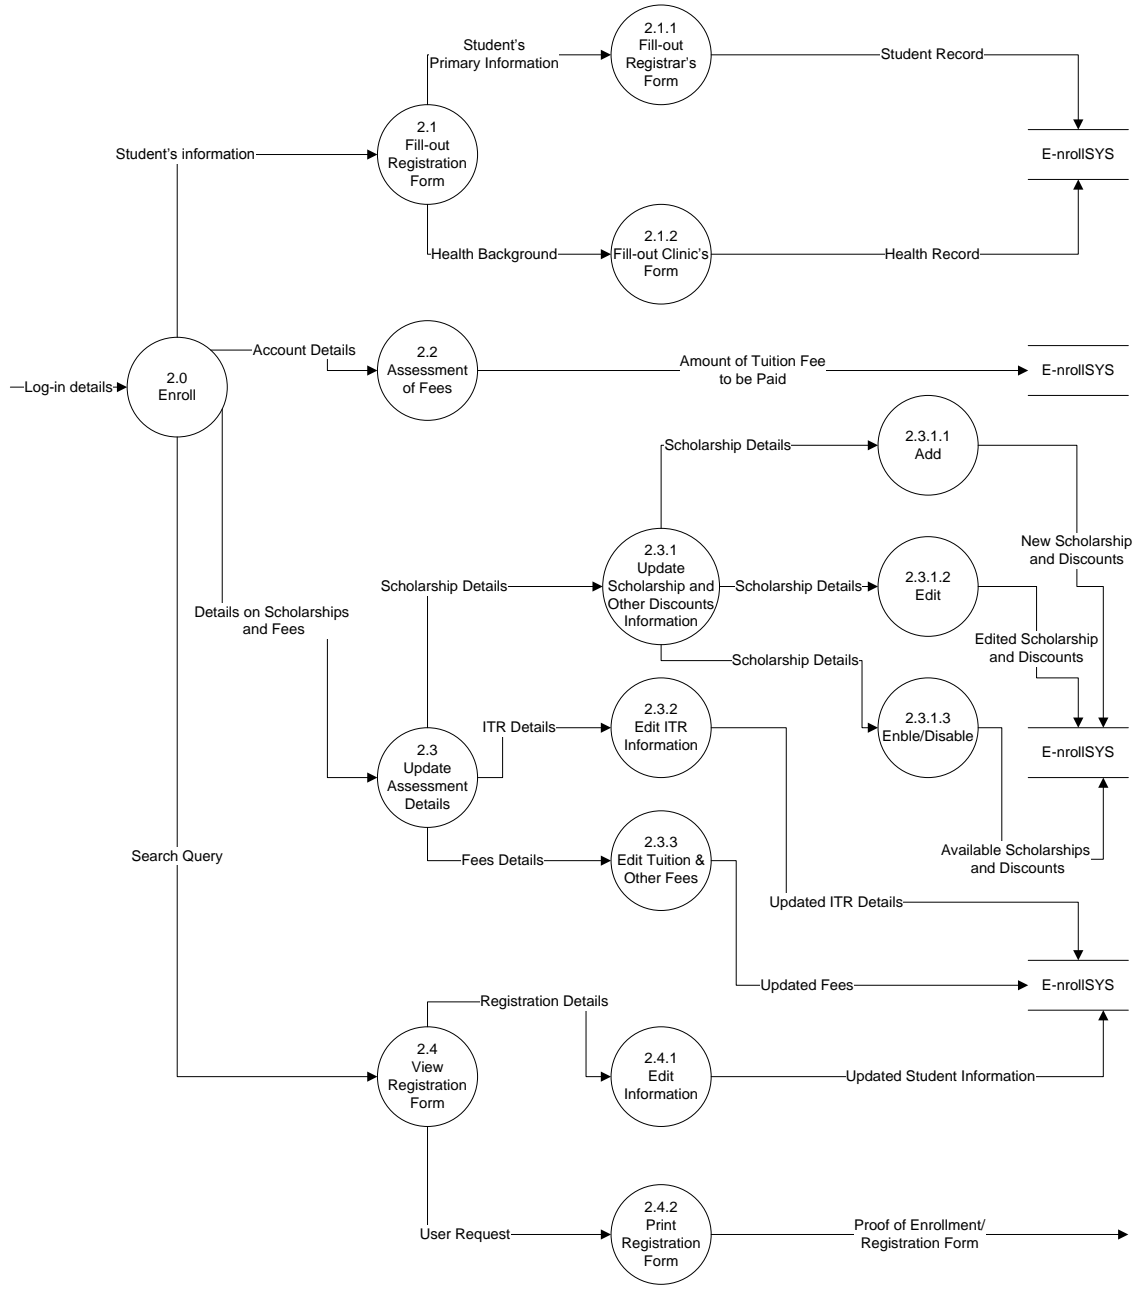 2.1.1
Fill-out
Registrar's
Form
Student's
Primary Information
Student Record
2.1
Fill-out
Registration
Form
Student's information
E-nrollSYS
2.1.2
Fill-out Clinic's
Form
Health Background
Health Record
2.2
Assessment
of Fees
Account Details
Amount of Tuition Fee
to be Paid
E-nrollSYS
Log-in details
2.0
Enroll
Scholarship Details
2.3.1.1
Add
New Scholarship
and Discounts
Scholarship Details
2.3.1
Update
Scholarship and
Other Discounts
Information
Scholarship Details
2.3.1.2
Edit
Details on Scholarships
and Fees
Edited Scholarship
and Discounts
Scholarship Details
2.3.1.3
Enble/Disable
ITR Details
2.3.2
Edit ITR
Information
E-nrollSYS
2.3
Update
Assessment
Details
Search Query
Fees Details
2.3.3
Edit Tuition &
Other Fees
Available Scholarships
and Discounts
Updated ITR Details
Updated Fees
E-nrollSYS
Registration Details
2.4
View
Registration
Form
2.4.1
Edit
Information
Updated Student Information
User Request
2.4.2
Print
Registration
Form
Proof of Enrollment/
Registration Form